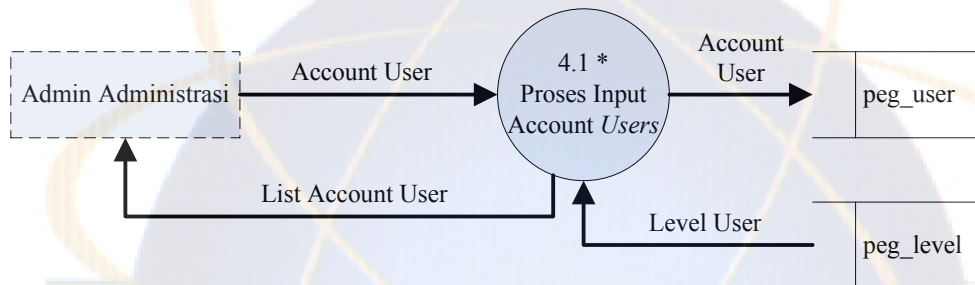 Admin Administrasi
Account User
4.1 *
Proses Input
Account Users
Account
User
peg_user
List Account User
Level User
peg_level